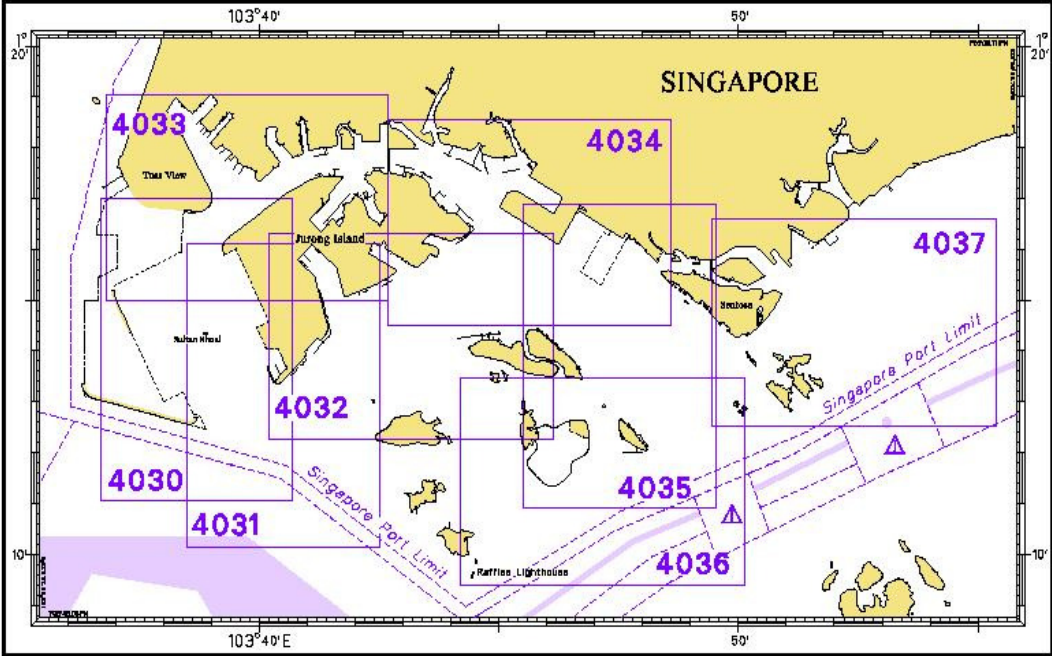 103°40'
50'
1°
20'
1°
20'
SINGAPORE
4033
4034
Tuas View
Jurong Island
4037
Sentosa
Sultan Shoal
Singapore Port Limit
4032
4030
4035
4031
Singapore Port Limit
4036
10'
10'
Raffles Lighthouse
103°40'E
50'